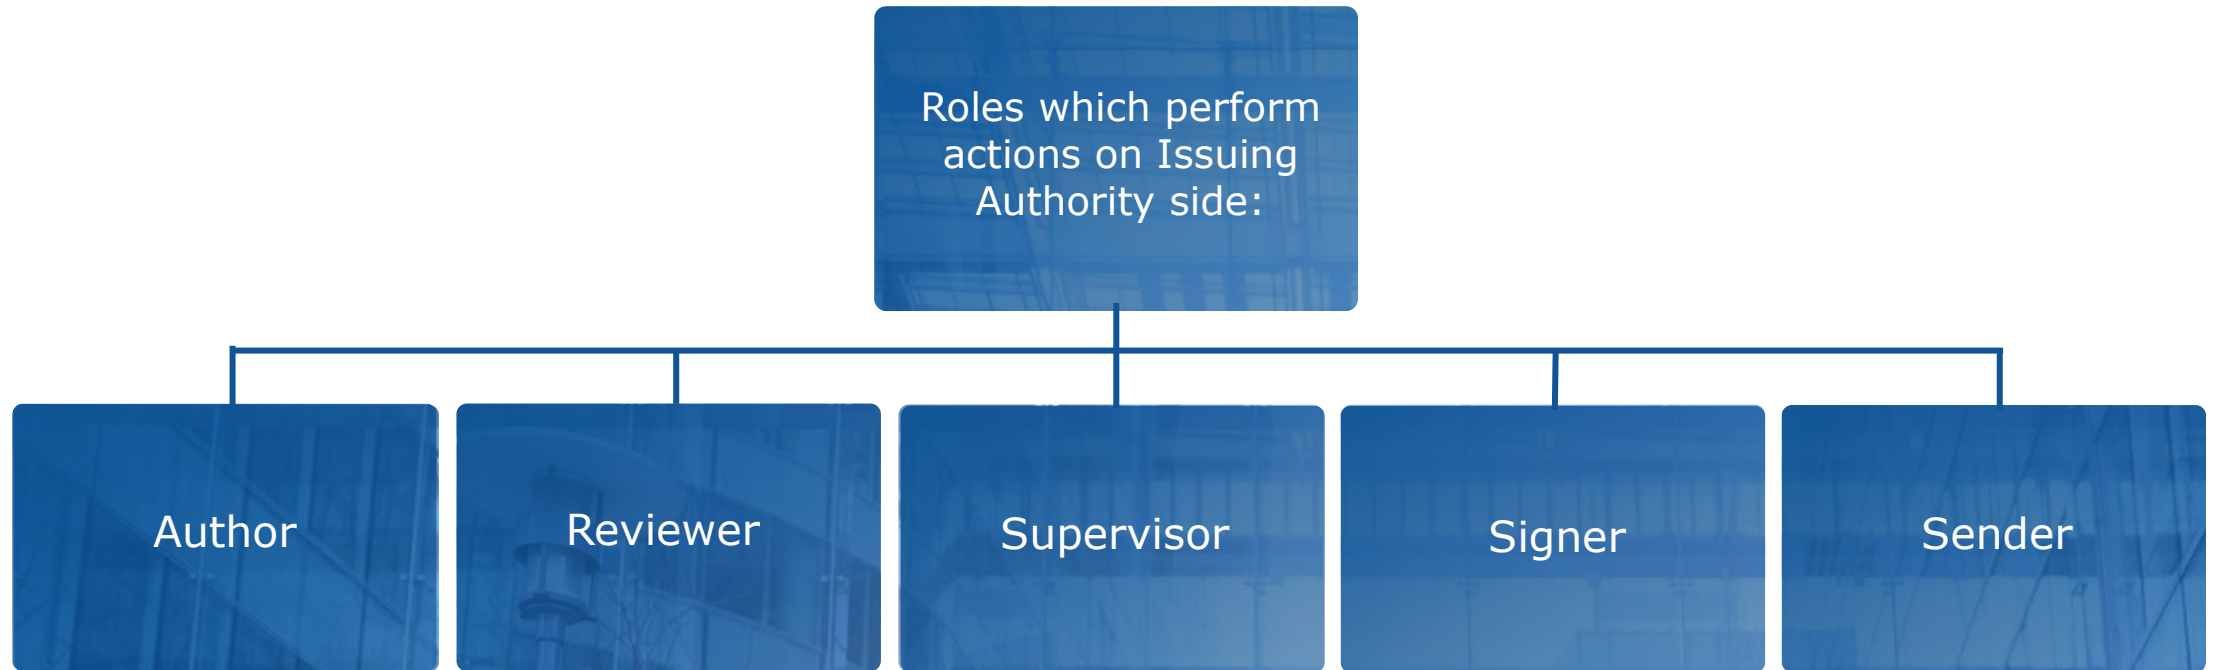 Roles which perform
actions on Issuing
Authority side:
Author
Reviewer
Supervisor
Signer
Sender